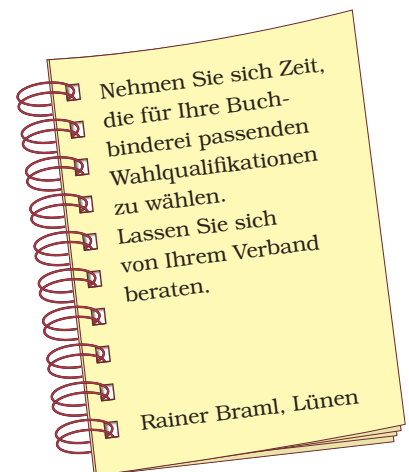 Nehmen Sie sich Zeit,
die für Ihre Buch-
binderei passenden
Wahlqualifikationen
zu wählen.
Lassen Sie sich
von Ihrem Verband
beraten.
Rainer Braml, Lünen